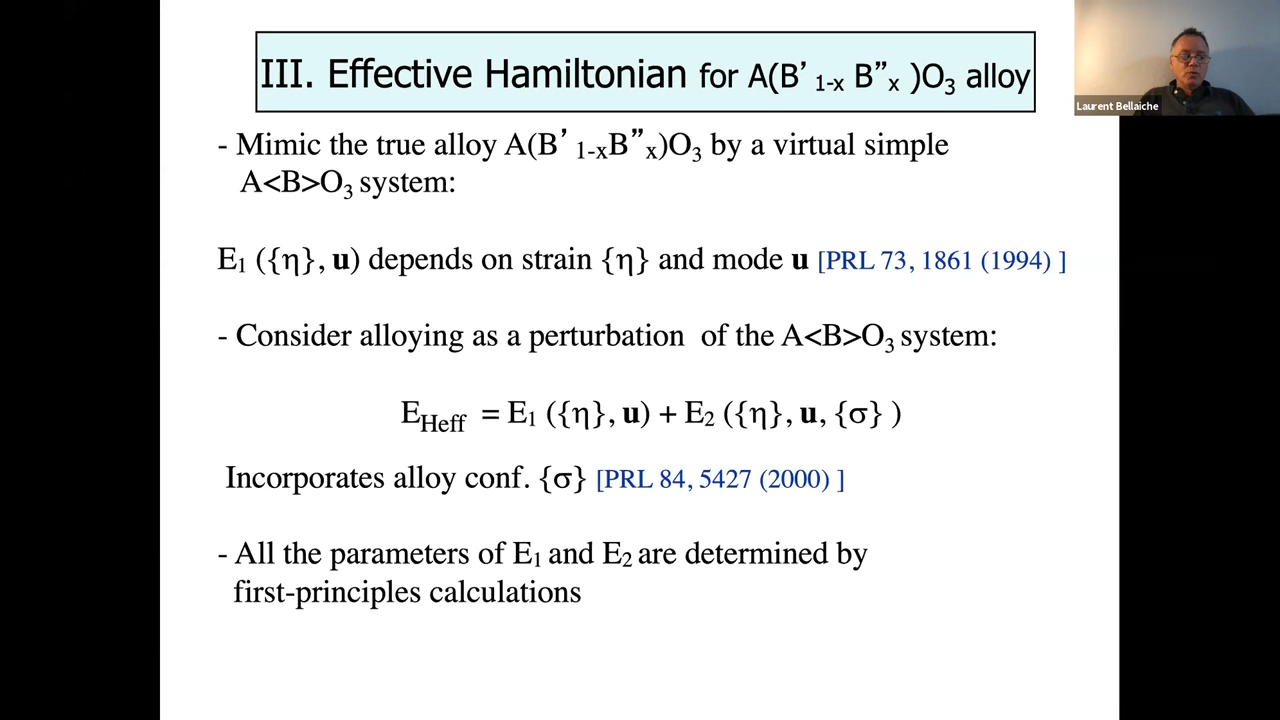 III. Effective Hamiltonian for A(B’ 1-x B” x )O3 alloy
Laurent Bellaiche
- Mimic the true alloy A(B’ 1-xB”x)O3 by a virtual simple
A<B>O3 system:
E1 ({η}, u) depends on strain {η} and mode u [PRL 73, 1861 (1994) ]
- Consider alloying as a perturbation of the A<B>O3 system:
EHeff = E1 ({η}, u) + E2 ({η}, u, {σ} )
Incorporates alloy conf. {σ} [PRL 84, 5427 (2000) ]
- All the parameters of E1 and E2 are determined by
first-principles calculations